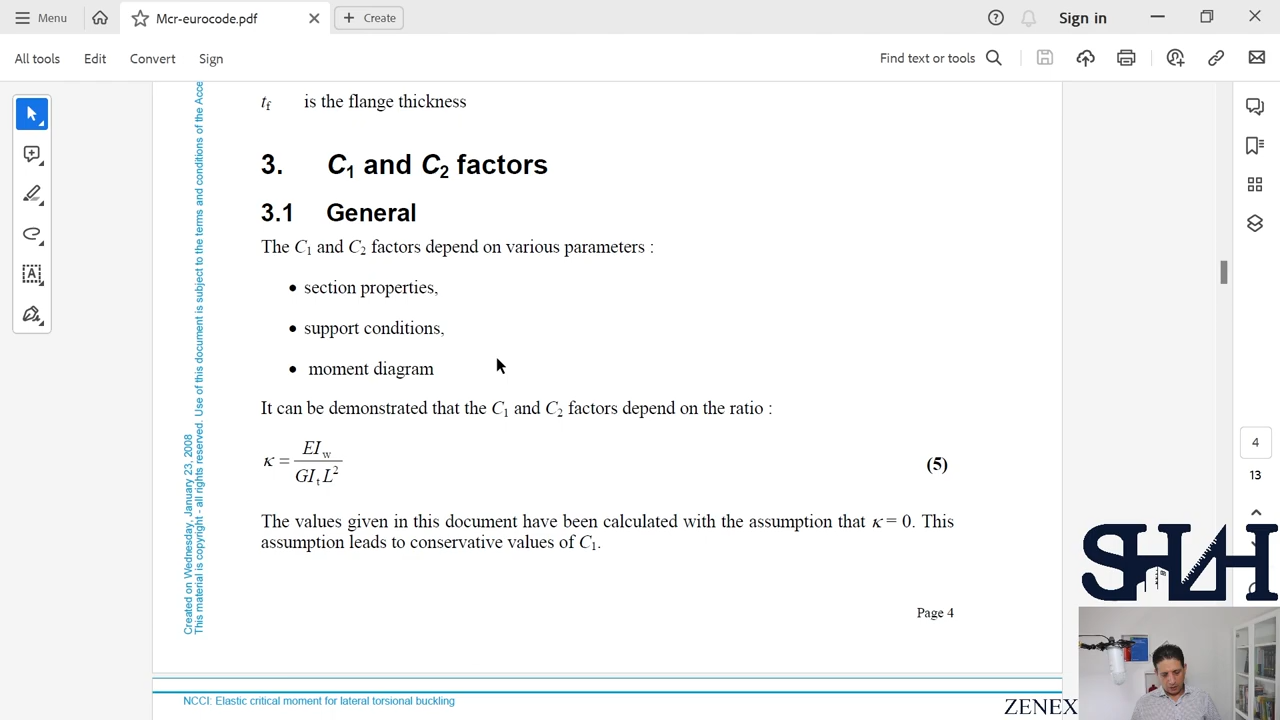 Menu
Mcr-eurocode.pdf
Create
Sign in
All tools
Edit
Convert
Sign
Find text or tools
t_f is the flange thickness
3. C₁ and C₂ factors
3.1 General
The C₁ and C₂ factors depend on various parameters :
• section properties,
• support conditions,
• moment diagram
It can be demonstrated that the C₁ and C₂ factors depend on the ratio :
κ = EI_w / GI_t L² (5)
The values given in this document have been calculated with the assumption that κ = 0. This
assumption leads to conservative values of C₁.
Page 4
Created on Wednesday, January 23, 2008
This material is copyright - all rights reserved. Use of this document is subject to the terms and conditions of the Acce
NCCI: Elastic critical moment for lateral torsional buckling
4
13
ZENEX